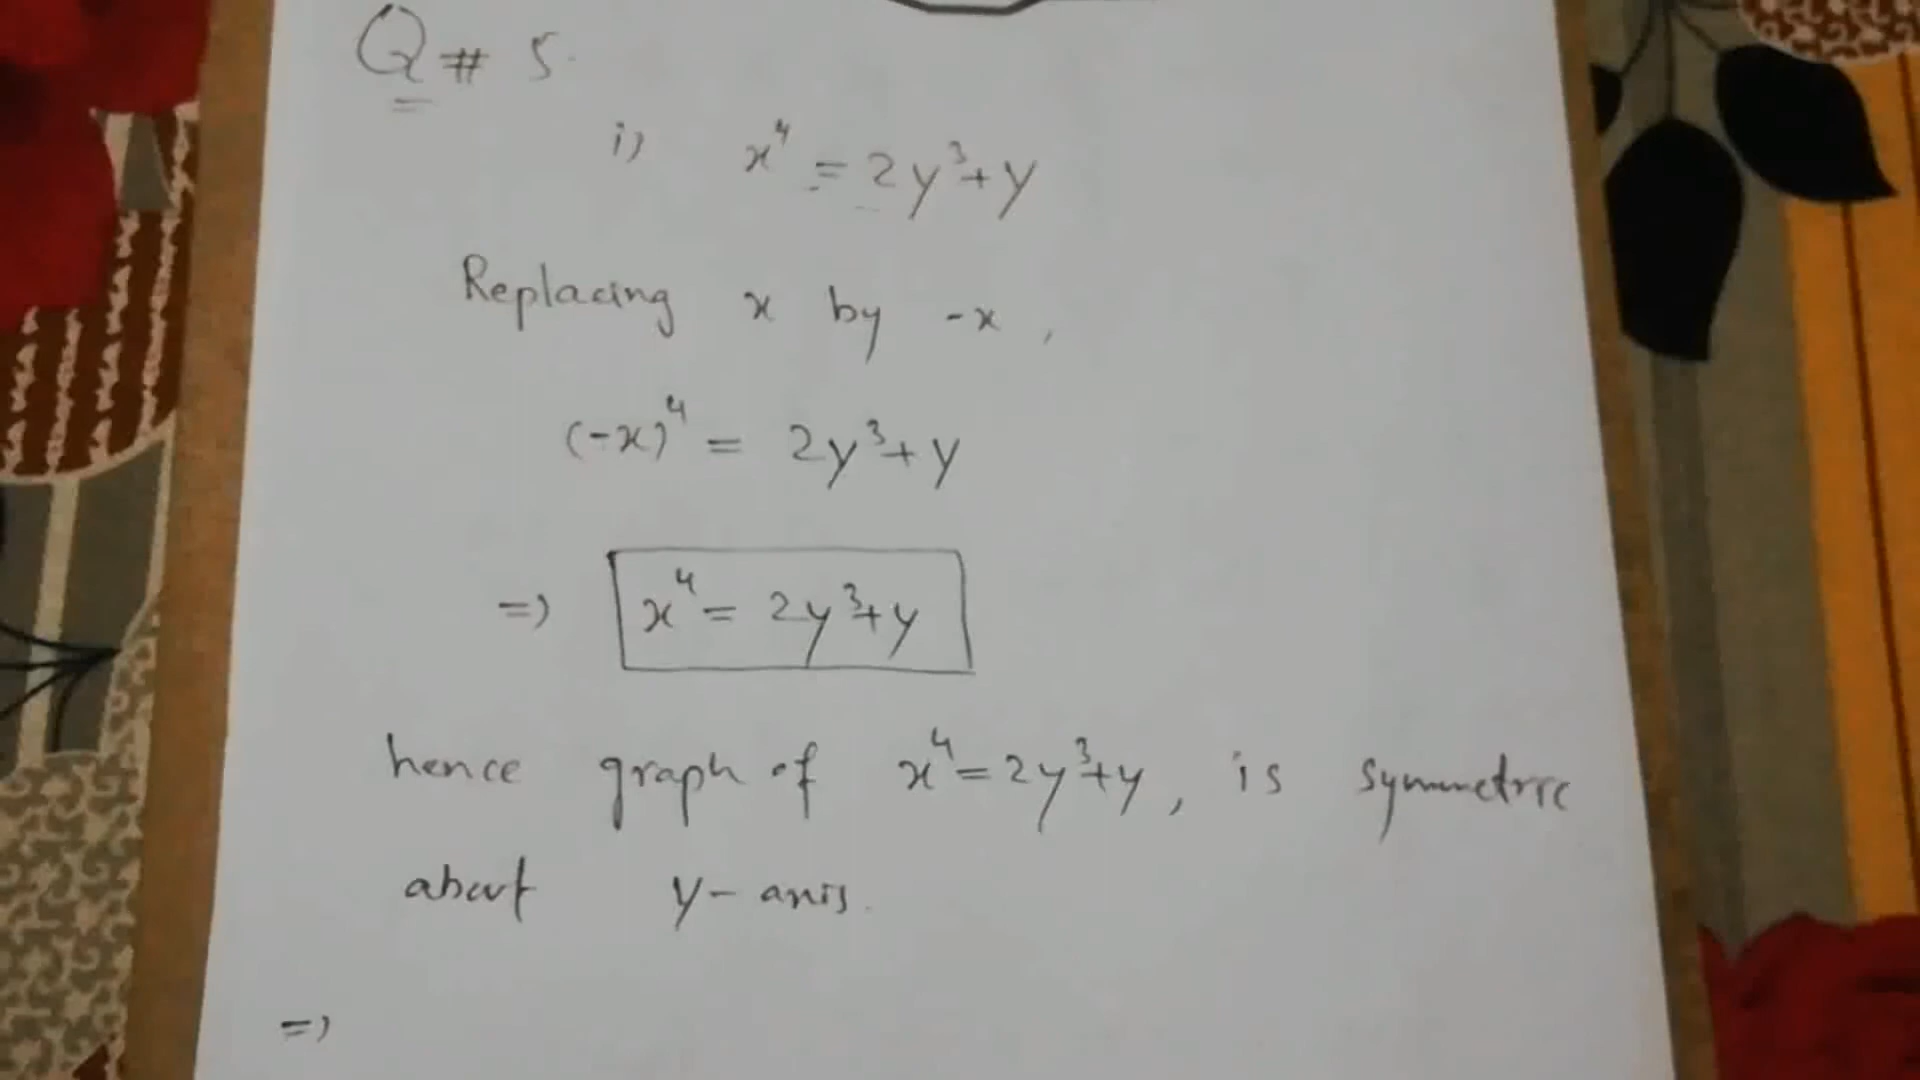 Q # 5.
i) x⁴ = 2y³+y
Replacing x by -x,
(-x)⁴ = 2y³+y
=) x⁴ = 2y³+y
hence graph of x⁴=2y³+y, is symmetric
about y-axis.
=)